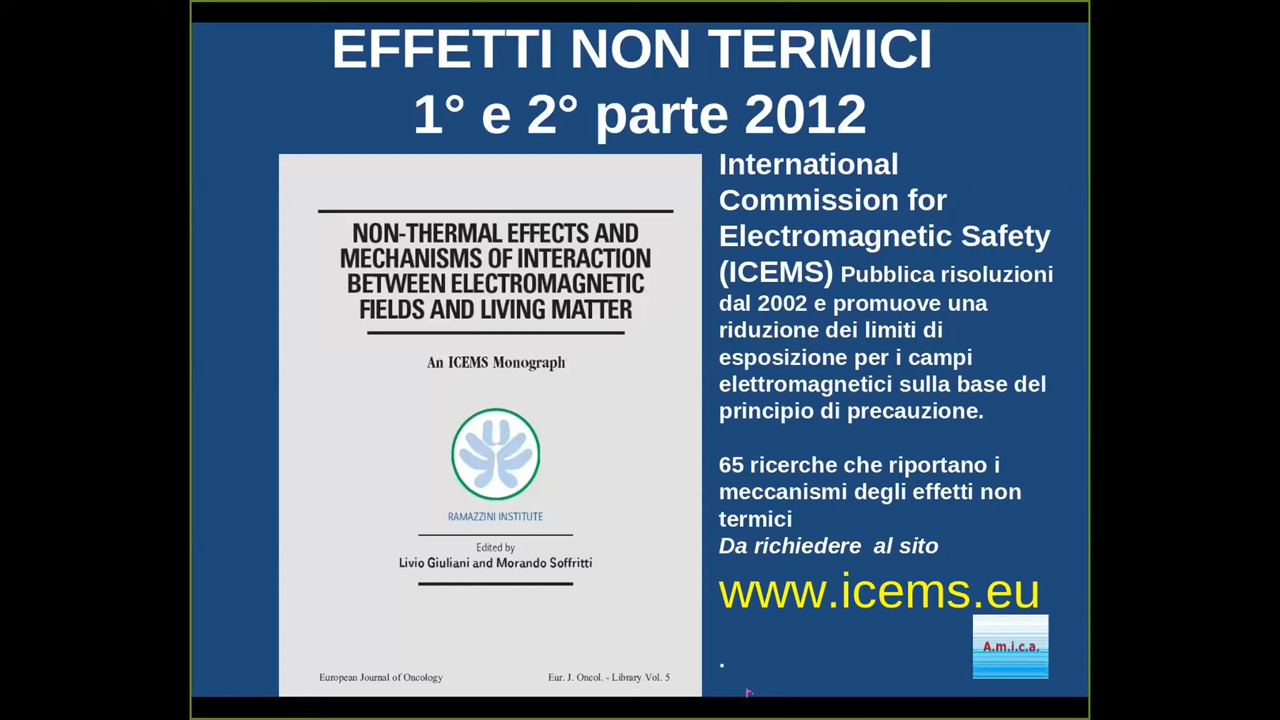 EFFETTI NON TERMICI
1° e 2° parte 2012
NON-THERMAL EFFECTS AND
MECHANISMS OF INTERACTION
BETWEEN ELECTROMAGNETIC
FIELDS AND LIVING MATTER
An ICEMS Monograph
RAMAZZINI INSTITUTE
Edited by
Livio Giuliani and Morando Soffritti
European Journal of Oncology
Eur. J. Oncol. - Library Vol. 5
International
Commission for
Electromagnetic Safety
(ICEMS) Pubblica risoluzioni
dal 2002 e promuove una
riduzione dei limiti di
esposizione per i campi
elettromagnetici sulla base del
principio di precauzione.
65 ricerche che riportano i
meccanismi degli effetti non
termici
Da richiedere al sito
www.icems.eu
.
A.m.i.c.a.